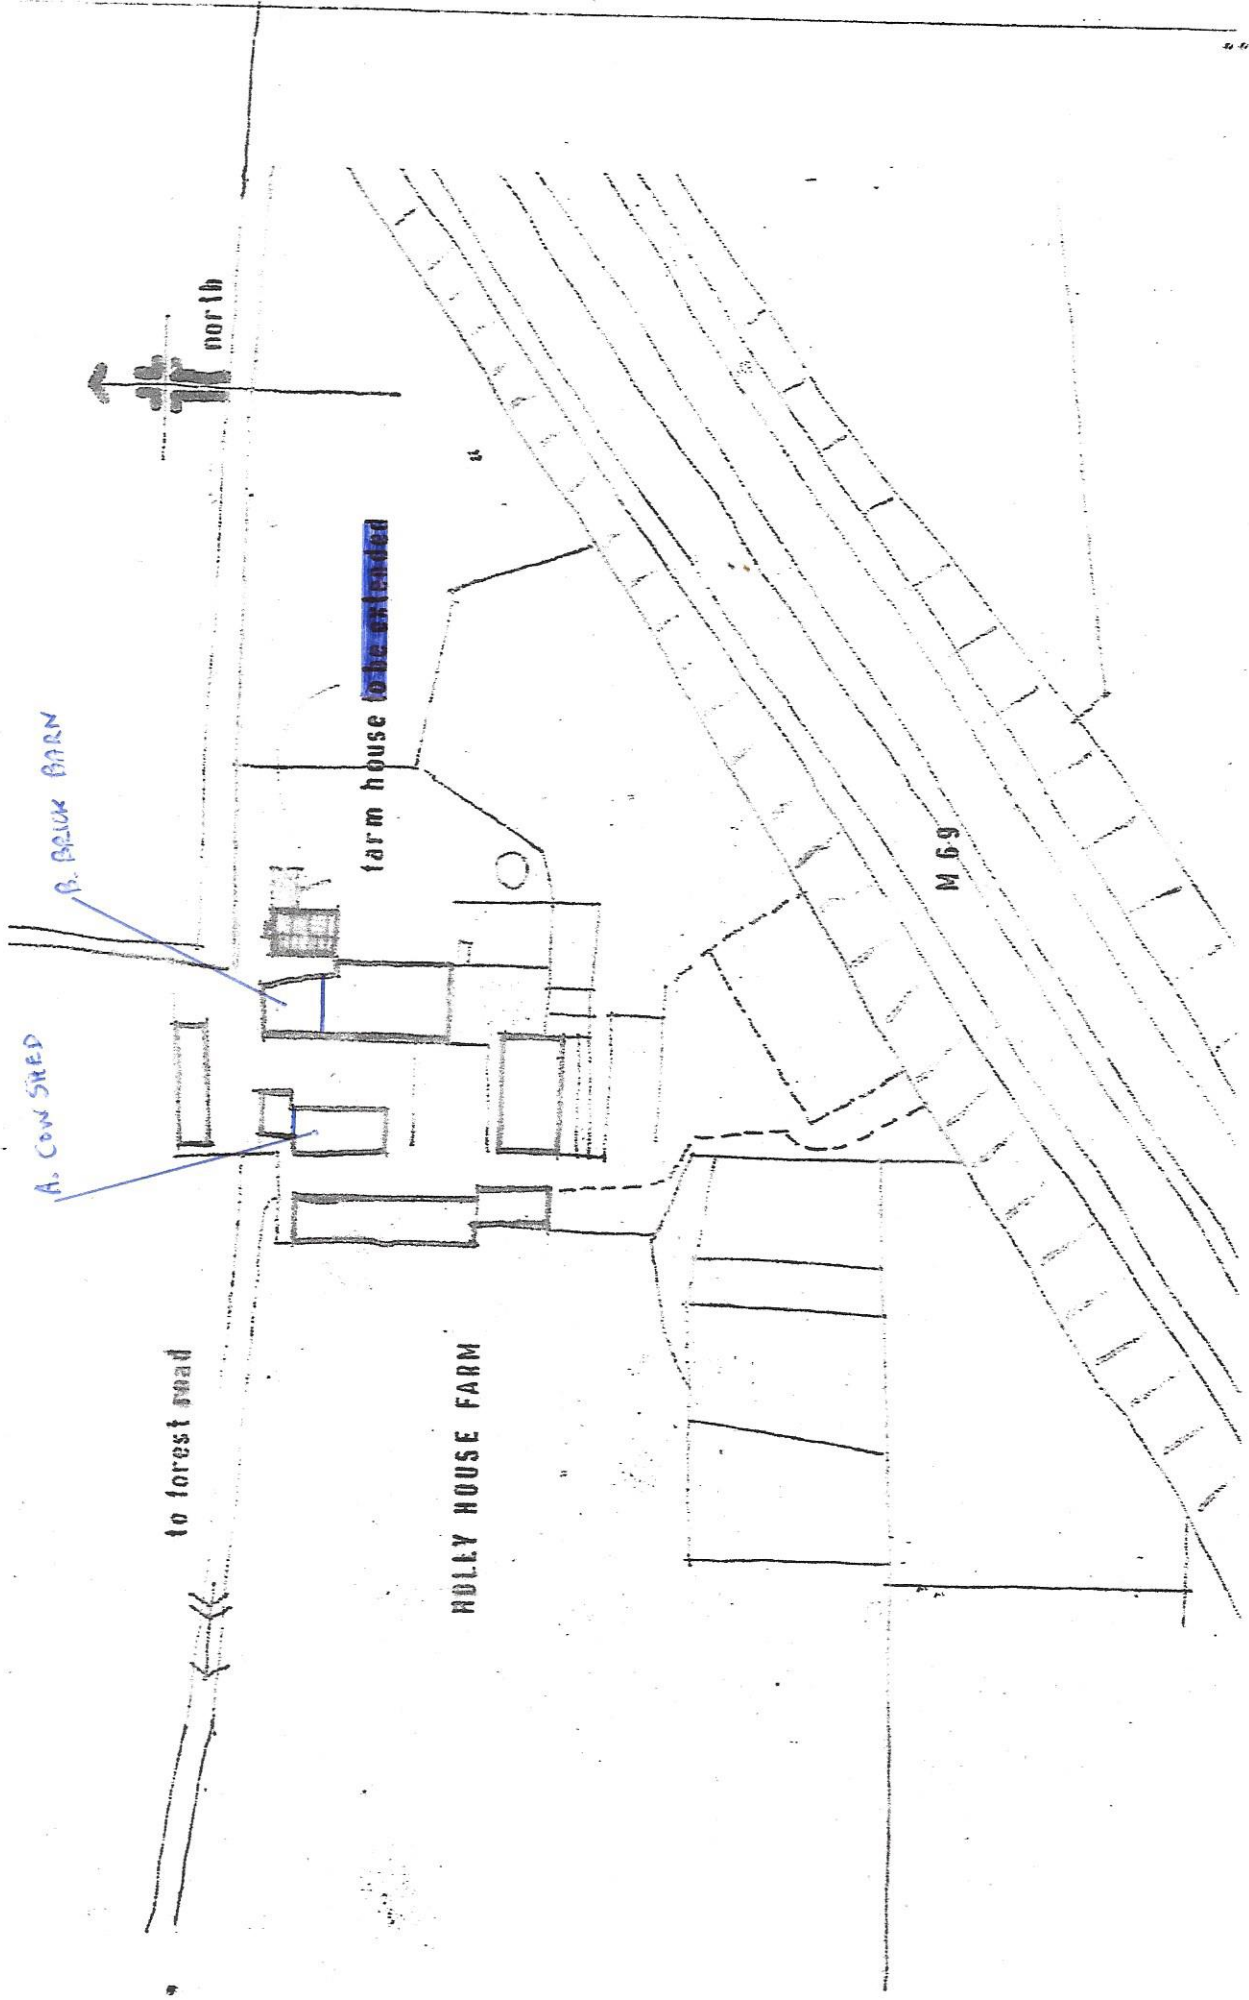 A. COW SHED
B. BRICK BARN
north
to forest road
farm house to be extended
HOLLY HOUSE FARM
M 69